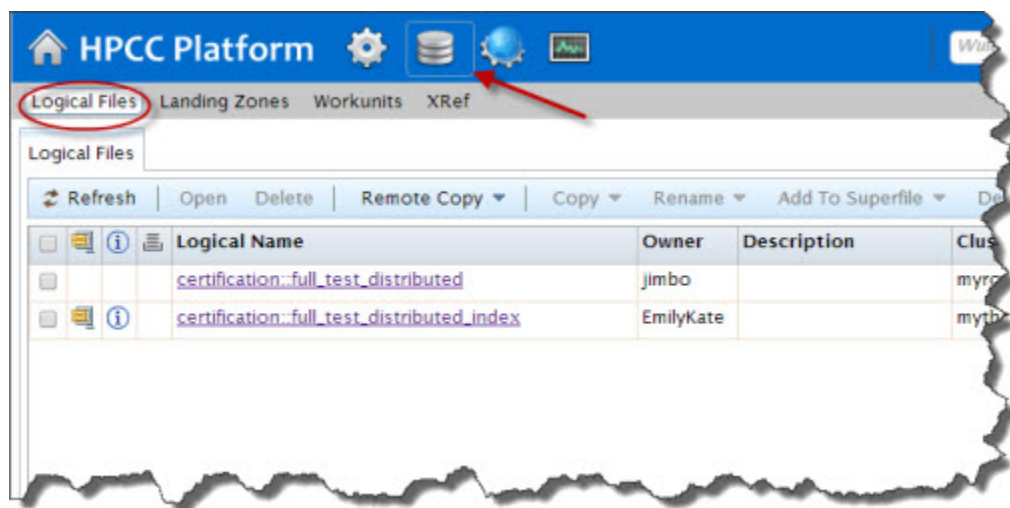 HPCC Platform
Logical Files Landing Zones Workunits XRef
Logical Files
Refresh Open Delete Remote Copy Copy Rename Add To Superfile
Logical Name Owner Description
certification::full_test_distributed jimbo
certification::full_test_distributed_index EmilyKate